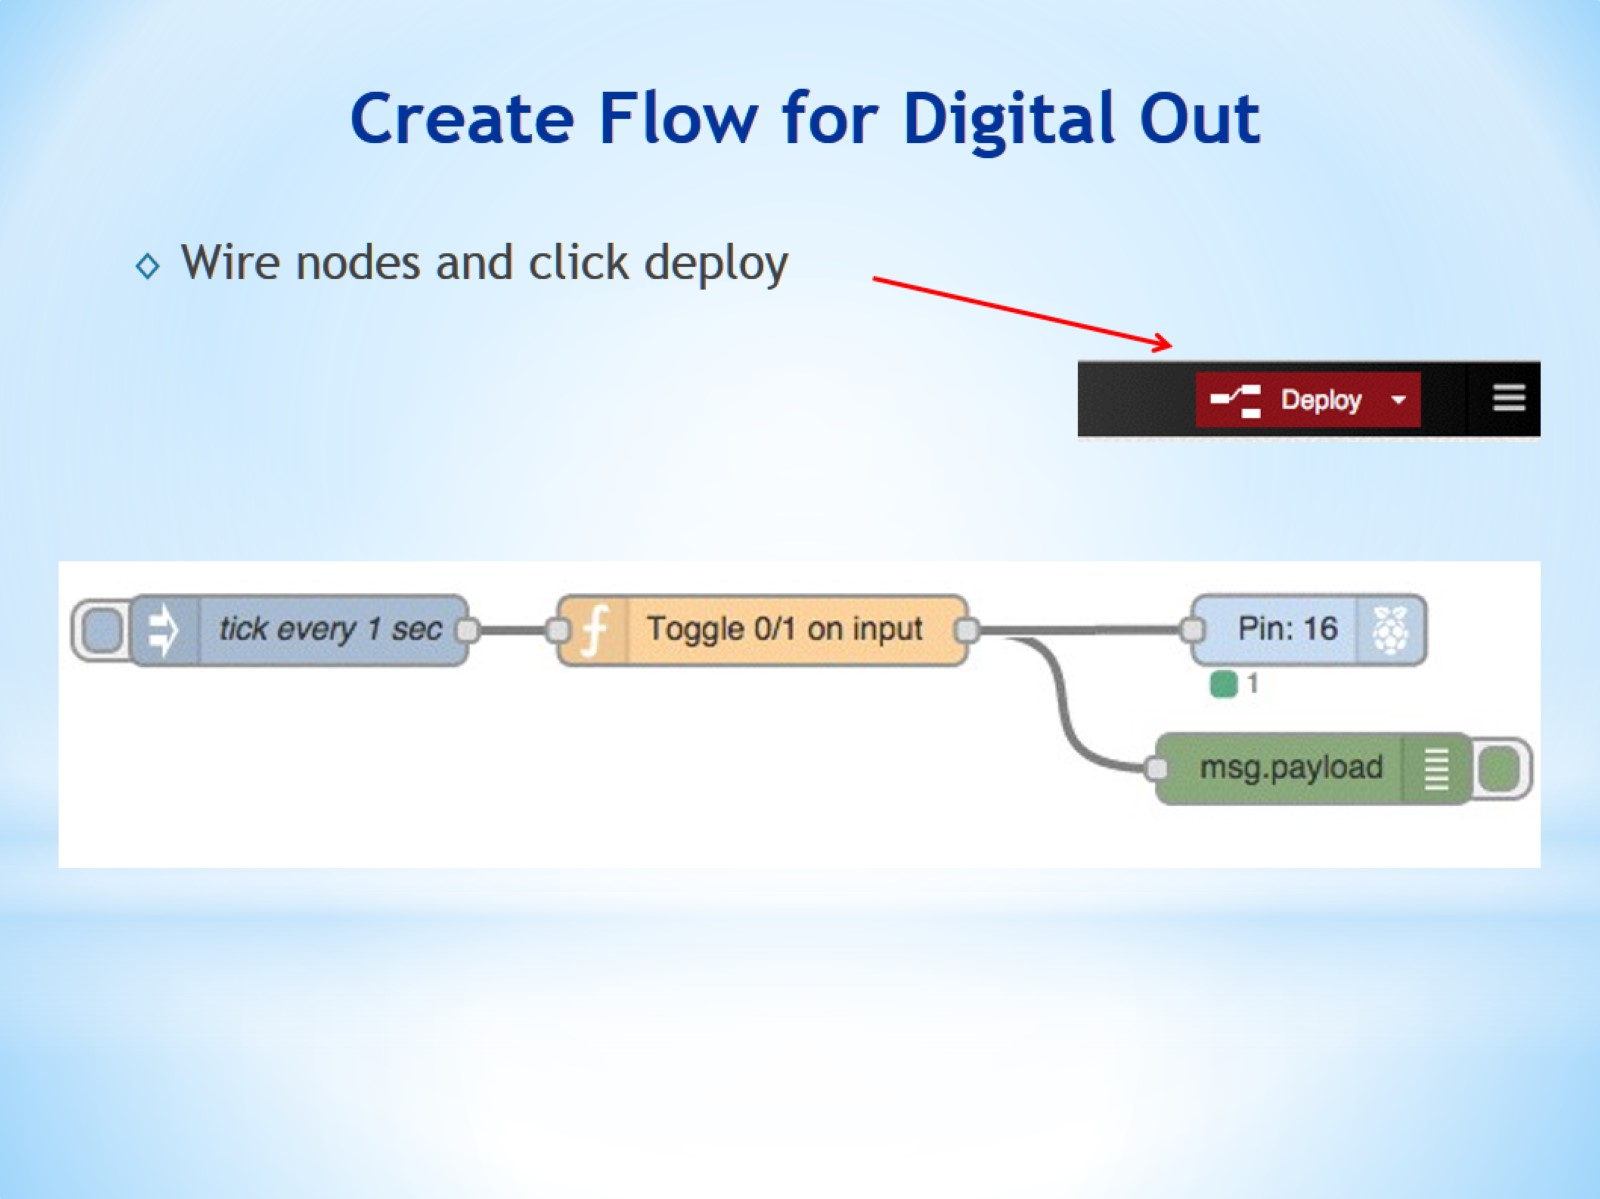 Create Flow for Digital Out
Wire nodes and click deploy
Deploy
tick every 1 sec
Toggle 0/1 on input
Pin: 16
1
msg.payload